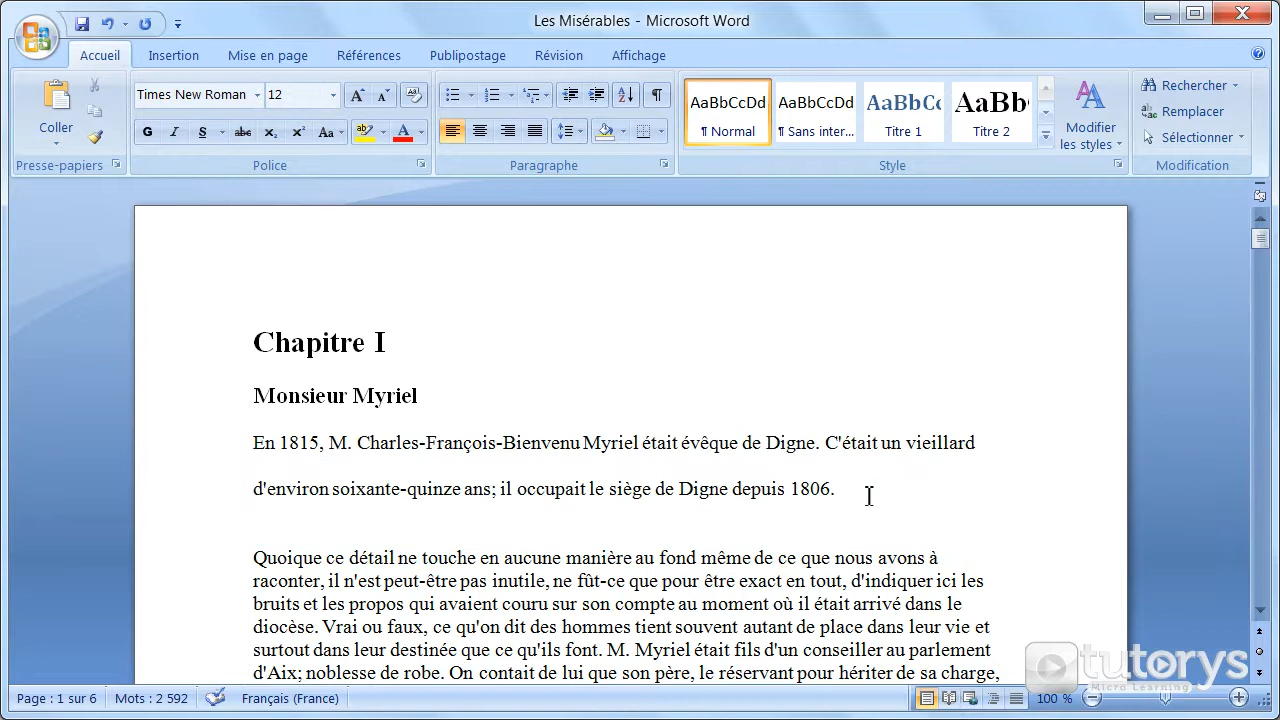 Les Misérables - Microsoft Word
Accueil Insertion Mise en page Références Publipostage Révision Affichage
Coller
Presse-papiers
Times New Roman 12
G I S abc X₂ X² Aa ab A
Police
Paragraphe
AaBbCcDd AaBbCcDd AaBbCc AaBb
¶ Normal ¶ Sans inter... Titre 1 Titre 2
Modifier
les styles
Style
Rechercher
Remplacer
Sélectionner
Modification
Chapitre I
Monsieur Myriel
En 1815, M. Charles-François-Bienvenu Myriel était évêque de Digne. C'était un vieillard
d'environ soixante-quinze ans; il occupait le siège de Digne depuis 1806.
Quoique ce détail ne touche en aucune manière au fond même de ce que nous avons à
raconter, il n'est peut-être pas inutile, ne fût-ce que pour être exact en tout, d'indiquer ici les
bruits et les propos qui avaient couru sur son compte au moment où il était arrivé dans le
diocèse. Vrai ou faux, ce qu'on dit des hommes tient souvent autant de place dans leur vie et
surtout dans leur destinée que ce qu'ils font. M. Myriel était fils d'un conseiller au parlement
d'Aix; noblesse de robe. On contait de lui que son père, le réservant pour hériter de sa charge,
tutorys
Micro Learning
Page : 1 sur 6 Mots : 2 592 Français (France) 100 %